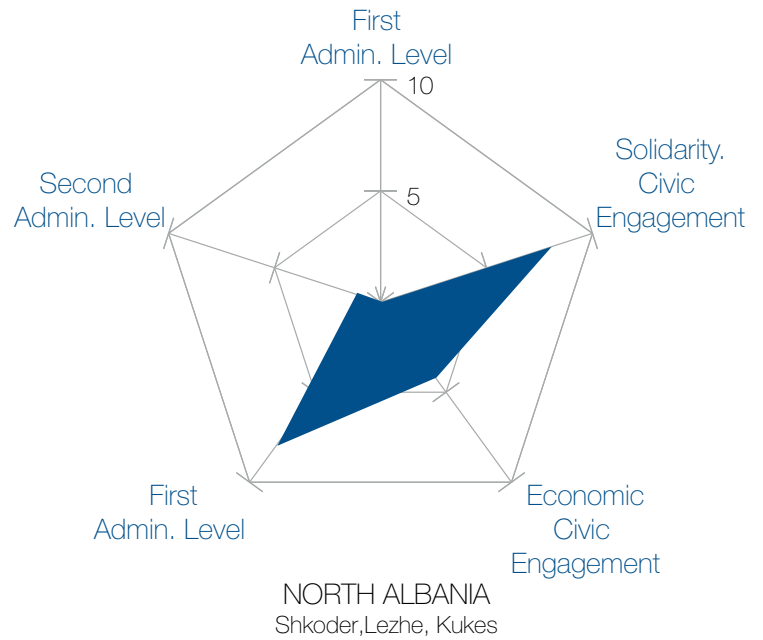 First
Admin. Level
10
Solidarity.
Civic
Engagement
Second
Admin. Level
5
First
Admin. Level
Economic
Civic
Engagement
NORTH ALBANIA
Shkoder,Lezhe, Kukes